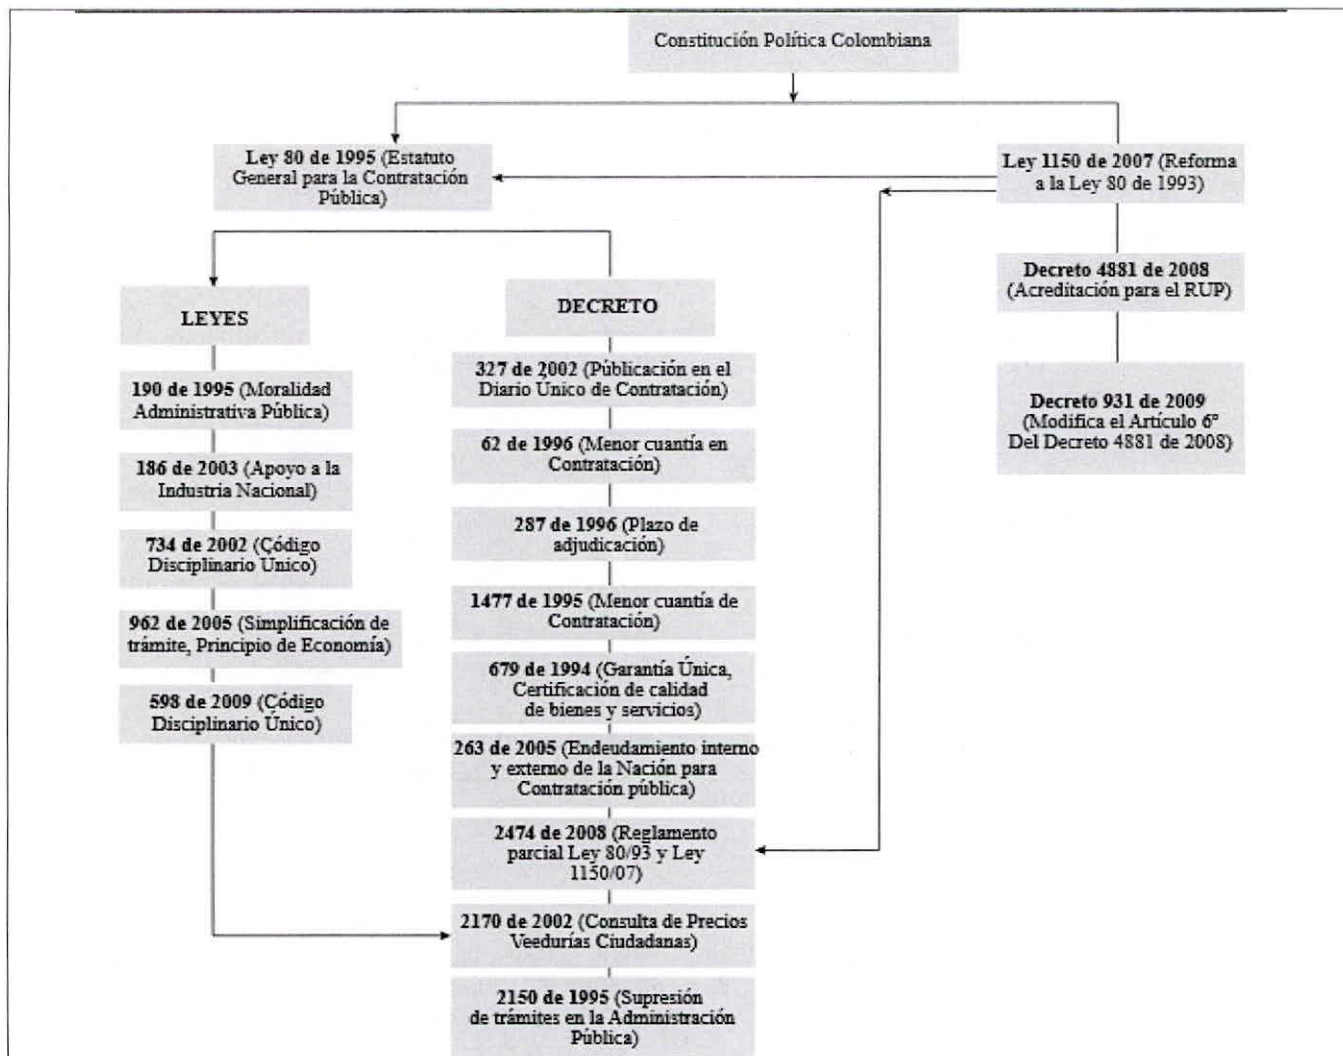 Constitución Política Colombiana
Ley 80 de 1995 (Estatuto
General para la Contratación
Pública)
Ley 1150 de 2007 (Reforma
a la Ley 80 de 1993)
Decreto 4881 de 2008
(Acreditación para el RUP)
Decreto 931 de 2009
(Modifica el Artículo 6°
Del Decreto 4881 de 2008)
LEYES
190 de 1995 (Moralidad
Administrativa Pública)
186 de 2003 (Apoyo a la
Industria Nacional)
734 de 2002 (Código
Disciplinario Unico)
962 de 2005 (Simplificación de
trámite, Principio de Economía)
598 de 2009 (Código
Disciplinario Único)
DECRETO
327 de 2002 (Públicación en el
Diario Unico de Contratación)
62 de 1996 (Menor cuantía en
Contratación)
287 de 1996 (Plazo de
adjudicación)
1477 de 1995 (Menor cuantía de
Contratación)
679 de 1994 (Garantía Única,
Certificación de calidad
de bienes y servicios)
263 de 2005 (Endeudamiento interno
y externo de la Nación para
Contratación pública)
2474 de 2008 (Reglamento
parcial Ley 80/93 y Ley
1150/07)
2170 de 2002 (Consulta de Precios
Veedurías Ciudadanas)
2150 de 1995 (Supresión
de trámites en la Administración
Pública)